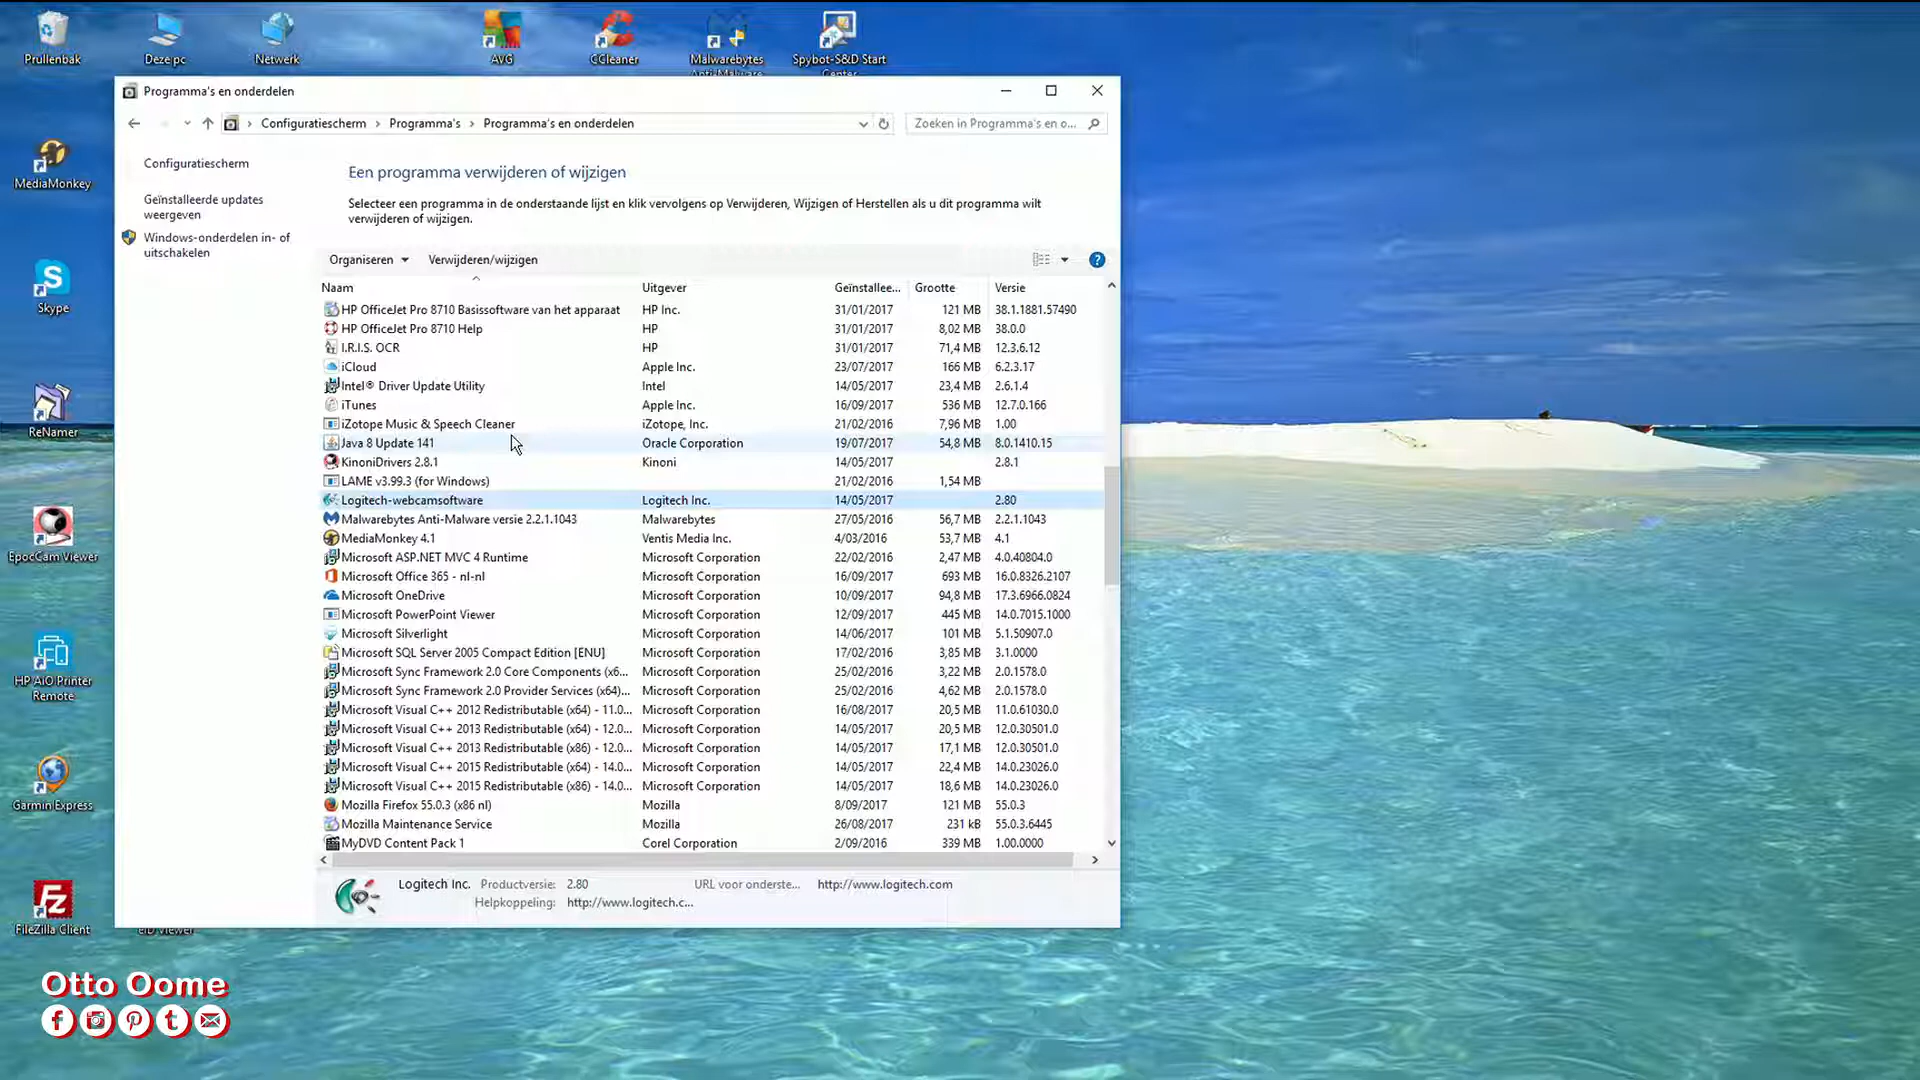 Prullenbak
Deze pc
Netwerk
AVG
CCleaner
Malwarebytes
Anti-Malware
Spybot-S&D Start
Center
MediaMonkey
Skype
ReNamer
EpocCam Viewer
HP AiO Printer
Remote
Garmin Express
FileZilla Client
eID Viewer
Programma's en onderdelen
Configuratiescherm > Programma's > Programma's en onderdelen
Zoeken in Programma's en o...
Configuratiescherm
Geïnstalleerde updates
weergeven
Windows-onderdelen in- of
uitschakelen
Een programma verwijderen of wijzigen
Selecteer een programma in de onderstaande lijst en klik vervolgens op Verwijderen, Wijzigen of Herstellen als u dit programma wilt
verwijderen of wijzigen.
Organiseren Verwijderen/wijzigen
Naam Uitgever Geïnstallee... Grootte Versie
HP OfficeJet Pro 8710 Basissoftware van het apparaat HP Inc. 31/01/2017 121 MB 38.1.1881.57490
HP OfficeJet Pro 8710 Help HP 31/01/2017 8,02 MB 38.0.0
I.R.I.S. OCR HP 31/01/2017 71,4 MB 12.3.6.12
iCloud Apple Inc. 23/07/2017 166 MB 6.2.3.17
Intel® Driver Update Utility Intel 14/05/2017 23,4 MB 2.6.1.4
iTunes Apple Inc. 16/09/2017 536 MB 12.7.0.166
iZotope Music & Speech Cleaner iZotope, Inc. 21/02/2016 7,96 MB 1.00
Java 8 Update 141 Oracle Corporation 19/07/2017 54,8 MB 8.0.1410.15
KinoniDrivers 2.8.1 Kinoni 14/05/2017 2.8.1
LAME v3.99.3 (for Windows) 21/02/2016 1,54 MB
Logitech-webcamsoftware Logitech Inc. 14/05/2017 2.80
Malwarebytes Anti-Malware versie 2.2.1.1043 Malwarebytes 27/05/2016 56,7 MB 2.2.1.1043
MediaMonkey 4.1 Ventis Media Inc. 4/03/2016 53,7 MB 4.1
Microsoft ASP.NET MVC 4 Runtime Microsoft Corporation 22/02/2016 2,47 MB 4.0.40804.0
Microsoft Office 365 - nl-nl Microsoft Corporation 16/09/2017 693 MB 16.0.8326.2107
Microsoft OneDrive Microsoft Corporation 10/09/2017 94,8 MB 17.3.6966.0824
Microsoft PowerPoint Viewer Microsoft Corporation 12/09/2017 445 MB 14.0.7015.1000
Microsoft Silverlight Microsoft Corporation 14/06/2017 101 MB 5.1.50907.0
Microsoft SQL Server 2005 Compact Edition [ENU] Microsoft Corporation 17/02/2016 3,85 MB 3.1.0000
Microsoft Sync Framework 2.0 Core Components (x6... Microsoft Corporation 25/02/2016 3,22 MB 2.0.1578.0
Microsoft Sync Framework 2.0 Provider Services (x64)... Microsoft Corporation 25/02/2016 4,62 MB 2.0.1578.0
Microsoft Visual C++ 2012 Redistributable (x64) - 11.0... Microsoft Corporation 16/08/2017 20,5 MB 11.0.61030.0
Microsoft Visual C++ 2013 Redistributable (x64) - 12.0... Microsoft Corporation 14/05/2017 20,5 MB 12.0.30501.0
Microsoft Visual C++ 2013 Redistributable (x86) - 12.0... Microsoft Corporation 14/05/2017 17,1 MB 12.0.30501.0
Microsoft Visual C++ 2015 Redistributable (x64) - 14.0... Microsoft Corporation 14/05/2017 22,4 MB 14.0.23026.0
Microsoft Visual C++ 2015 Redistributable (x86) - 14.0... Microsoft Corporation 14/05/2017 18,6 MB 14.0.23026.0
Mozilla Firefox 55.0.3 (x86 nl) Mozilla 8/09/2017 121 MB 55.0.3
Mozilla Maintenance Service Mozilla 26/08/2017 231 kB 55.0.3.6445
MyDVD Content Pack 1 Corel Corporation 2/09/2016 339 MB 1.00.0000
Logitech Inc. Productversie: 2.80 URL voor onderste... http://www.logitech.com
Helpkoppeling: http://www.logitech.c...
Otto Oome